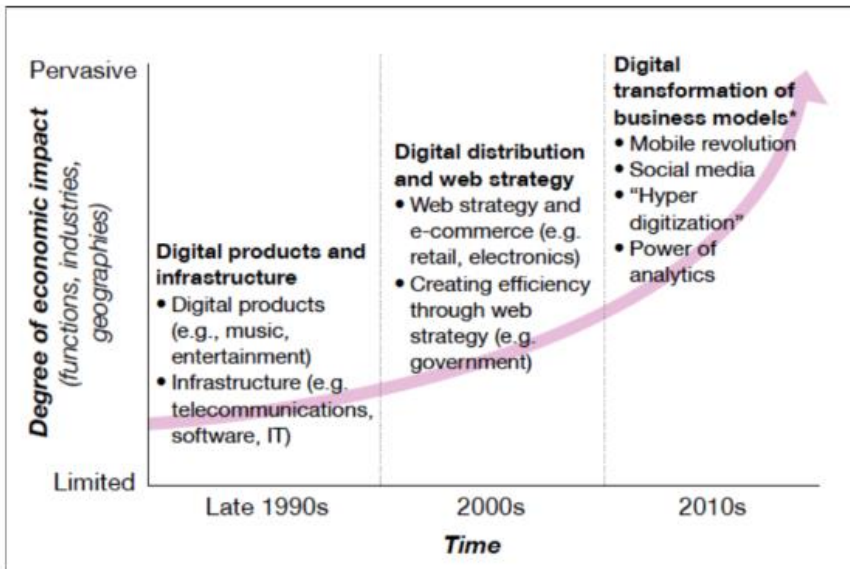 Pervasive
Degree of economic impact
(functions, industries,
geographies)
Limited
Digital products and
infrastructure
• Digital products
(e.g., music,
entertainment)
• Infrastructure (e.g.
telecommunications,
software, IT)
Digital distribution
and web strategy
• Web strategy and
e-commerce (e.g.
retail, electronics)
• Creating efficiency
through web
strategy (e.g.
government)
Digital
transformation of
business models*
• Mobile revolution
• Social media
• “Hyper
digitization”
• Power of
analytics
Late 1990s
2000s
2010s
Time